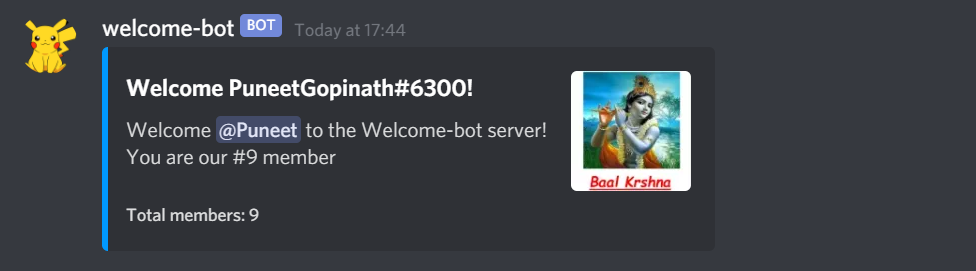 welcome-bot BOT Today at 17:44
Welcome PuneetGopinath#6300!
Welcome @Puneet to the Welcome-bot server!
You are our #9 member
Baal Krshna
Total members: 9